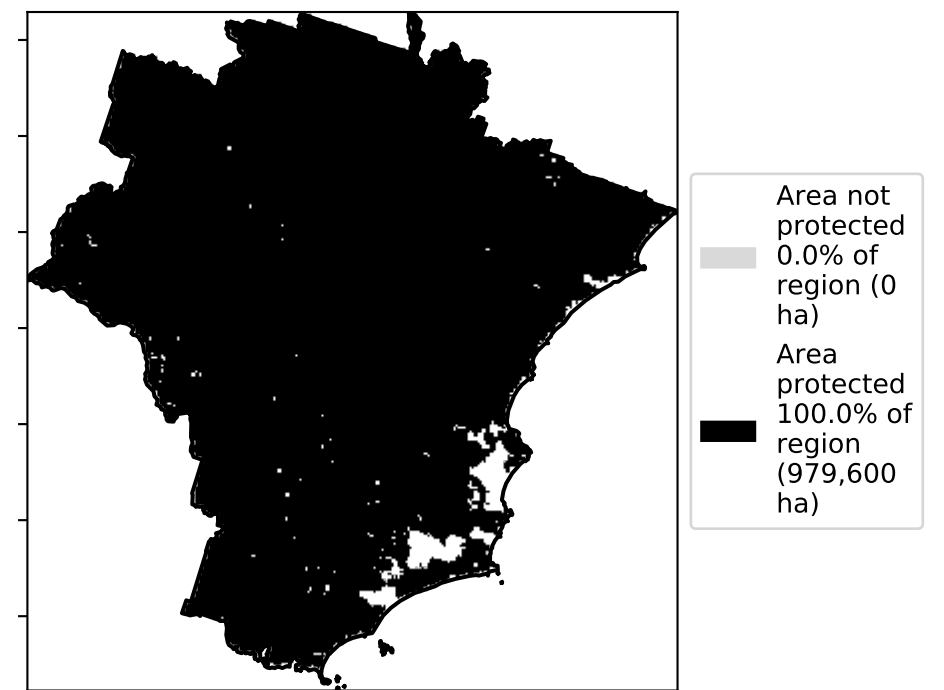 Area not
protected
0.0% of
region (0
ha)
Area
protected
100.0% of
region
(979,600
ha)